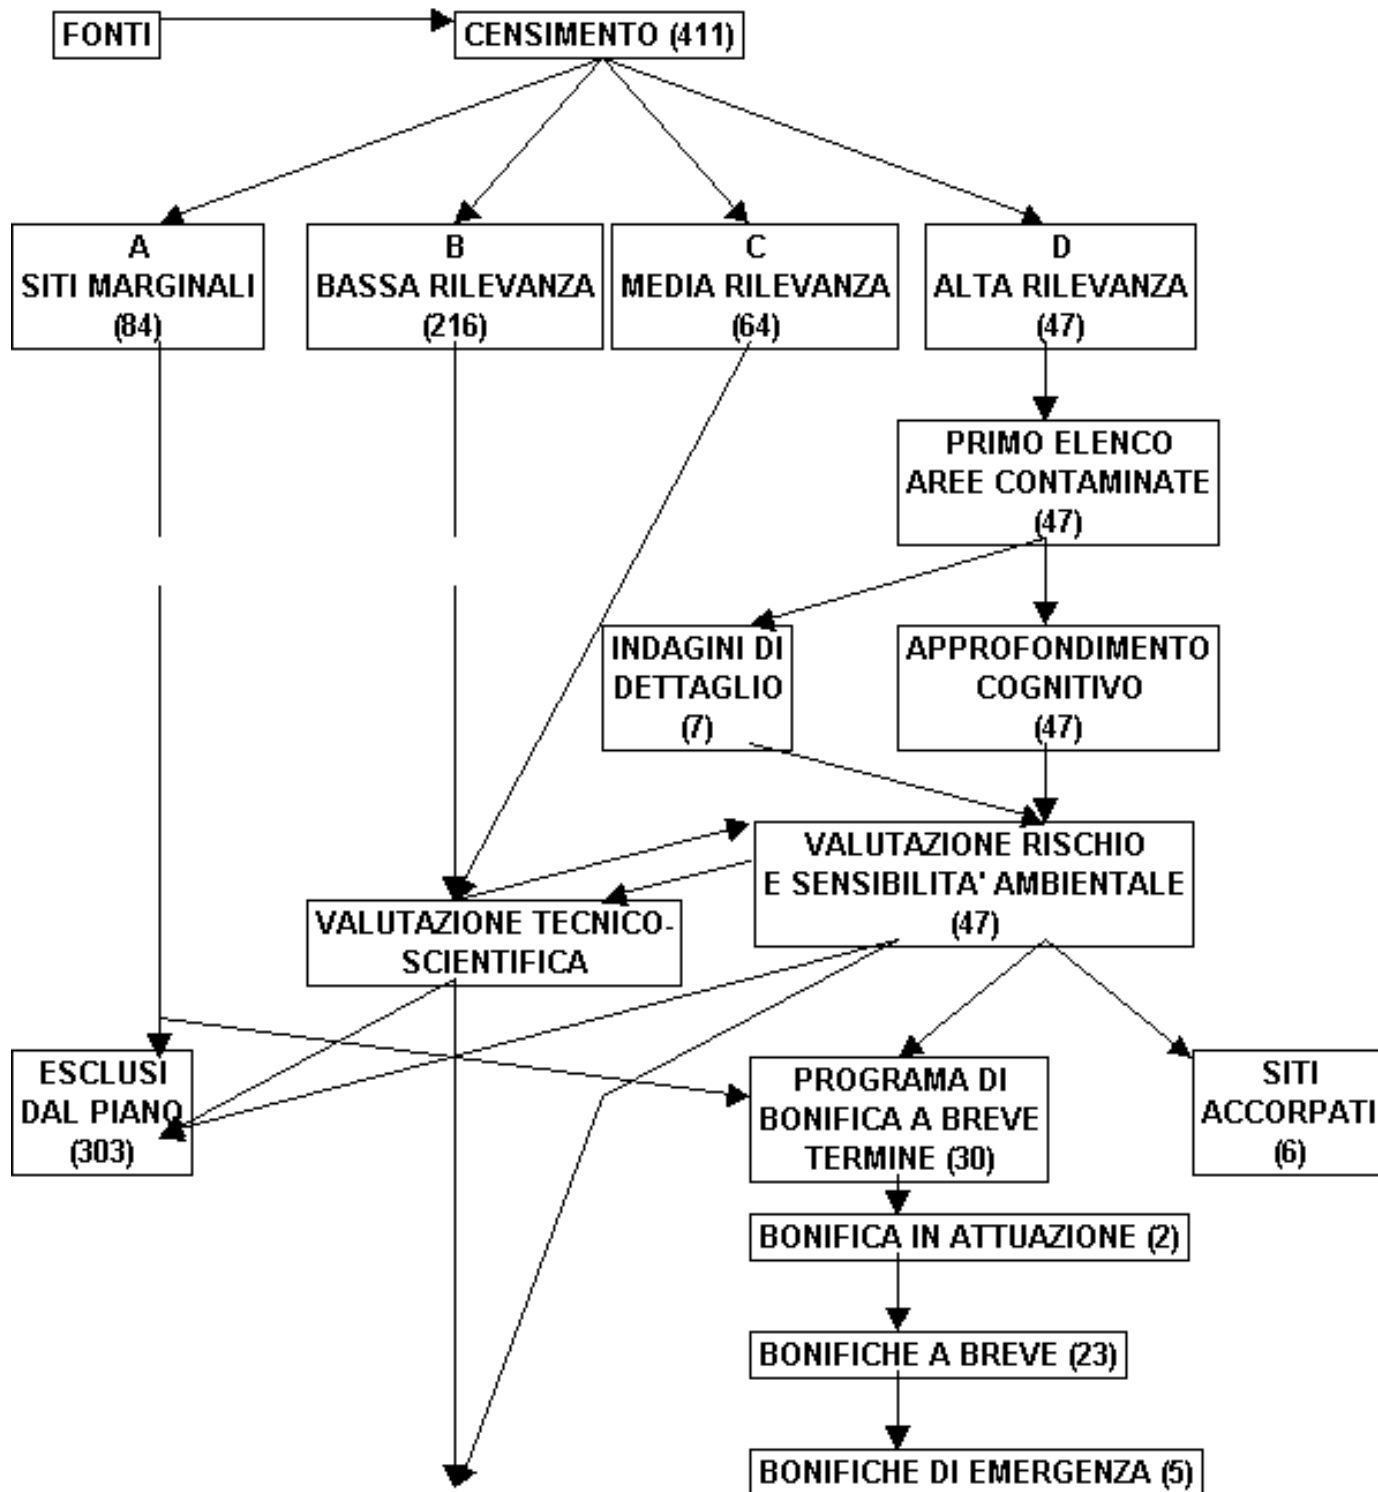 FONTI
CENSIMENTO (411)
A
SITI MARGINALI
(84)
B
BASSA RILEVANZA
(216)
C
MEDIA RILEVANZA
(64)
D
ALTA RILEVANZA
(47)
PRIMO ELENCO
AREE CONTAMINATE
(47)
INDAGINI DI
DETTAGLIO
(7)
APPROFONDIMENTO
COGNITIVO
(47)
VALUTAZIONE RISCHIO
E SENSIBILITA' AMBIENTALE
(47)
VALUTAZIONE TECNICO-
SCIENTIFICA
ESCLUSI
DAL PIANO
(303)
PROGRAMA DI
BONIFICA A BREVE
TERMINE (30)
SITI
ACCORPATI
(6)
BONIFICA IN ATTUAZIONE (2)
BONIFICHE A BREVE (23)
BONIFICHE DI EMERGENZA (5)